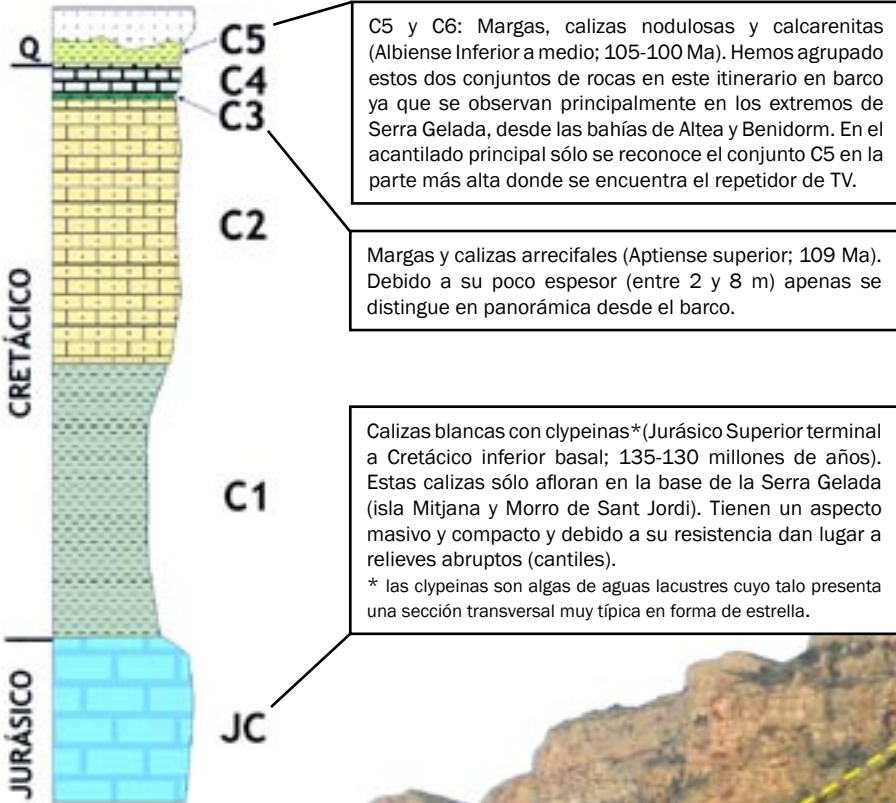 Q
C5
C4
C3
C2
CRETÁCICO
C1
JURÁSICO
JC
C5 y C6: Margas, calizas nodulosas y calcarenitas
(Albiense Inferior a medio; 105-100 Ma). Hemos agrupado
estos dos conjuntos de rocas en este itinerario en barco
ya que se observan principalmente en los extremos de
Serra Gelada, desde las bahías de Altea y Benidorm. En el
acantilado principal sólo se reconoce el conjunto C5 en la
parte más alta donde se encuentra el repetidor de TV.
Margas y calizas arrecifales (Aptiense superior; 109 Ma).
Debido a su poco espesor (entre 2 y 8 m) apenas se
distingue en panorámica desde el barco.
Calizas blancas con clypeinas*(Jurásico Superior terminal
a Cretácico inferior basal; 135-130 millones de años).
Estas calizas sólo afloran en la base de la Serra Gelada
(isla Mitjana y Morro de Sant Jordi). Tienen un aspecto
masivo y compacto y debido a su resistencia dan lugar a
relieves abruptos (cantiles).
* las clypeinas son algas de aguas lacustres cuyo talo presenta
una sección transversal muy típica en forma de estrella.